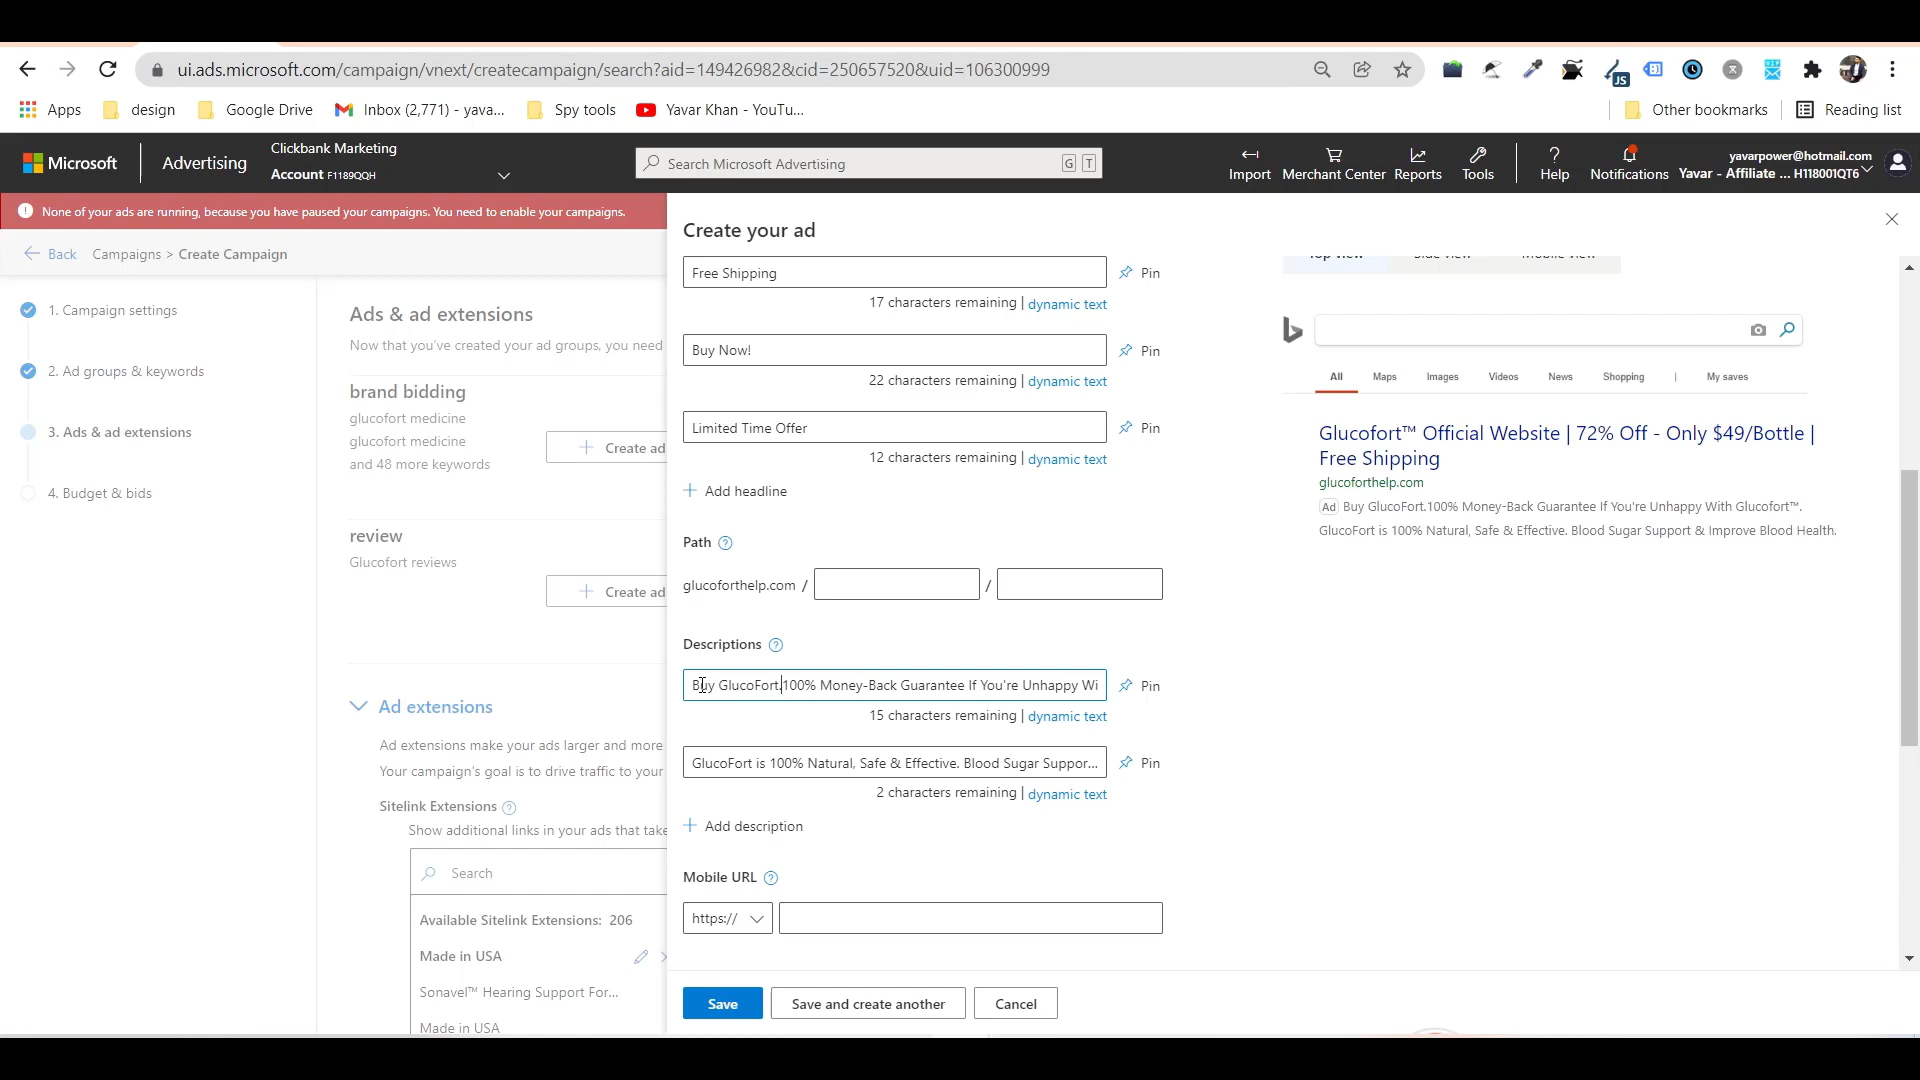 ui.ads.microsoft.com/campaign/vnext/createcampaign/search?aid=149426982&cid=250657520&uid=106300999
JS
Apps
design
Google Drive
Inbox (2,771) - yava...
Spy tools
Yavar Khan - YouTu...
Other bookmarks
Reading list
Microsoft
Advertising
Clickbank Marketing
Account F1189QQH
Search Microsoft Advertising
G T
Import
Merchant Center
Reports
Tools
?
Help
Notifications
yavarpower@hotmail.com
Yavar - Affiliate ... H118001QT6
None of your ads are running, because you have paused your campaigns. You need to enable your campaigns.
Back
Campaigns > Create Campaign
1. Campaign settings
2. Ad groups & keywords
3. Ads & ad extensions
4. Budget & bids
Ads & ad extensions
Now that you've created your ad groups, you need
brand bidding
glucofort medicine
glucofort medicine
and 48 more keywords
+ Create ad
review
Glucofort reviews
+ Create ad
Ad extensions
Ad extensions make your ads larger and more
Your campaign's goal is to drive traffic to your
Sitelink Extensions ?
Show additional links in your ads that take
Search
Available Sitelink Extensions: 206
Made in USA
Sonavel™ Hearing Support For...
Made in USA
Create your ad
Free Shipping
Pin
17 characters remaining | dynamic text
Buy Now!
Pin
22 characters remaining | dynamic text
Limited Time Offer
Pin
12 characters remaining | dynamic text
+ Add headline
Path ?
glucoforthelp.com /
/
Descriptions ?
Buy GlucoFort.100% Money-Back Guarantee If You're Unhappy Wi
Pin
15 characters remaining | dynamic text
GlucoFort is 100% Natural, Safe & Effective. Blood Sugar Suppor...
Pin
2 characters remaining | dynamic text
+ Add description
Mobile URL ?
https://
Save
Save and create another
Cancel
Top view
Side view
Mobile view
All
Maps
Images
Videos
News
Shopping
|
My saves
Glucofort™ Official Website | 72% Off - Only $49/Bottle |
Free Shipping
glucoforthelp.com
Ad Buy GlucoFort.100% Money-Back Guarantee If You're Unhappy With Glucofort™.
GlucoFort is 100% Natural, Safe & Effective. Blood Sugar Support & Improve Blood Health.